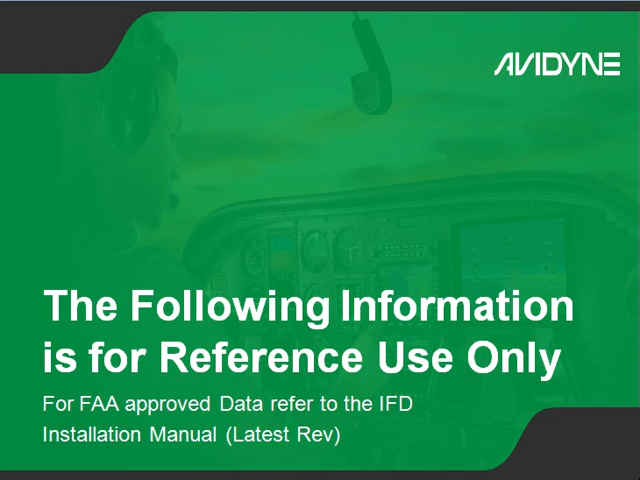 AVIDYNE
The Following Information
is for Reference Use Only
For FAA approved Data refer to the IFD
Installation Manual (Latest Rev)